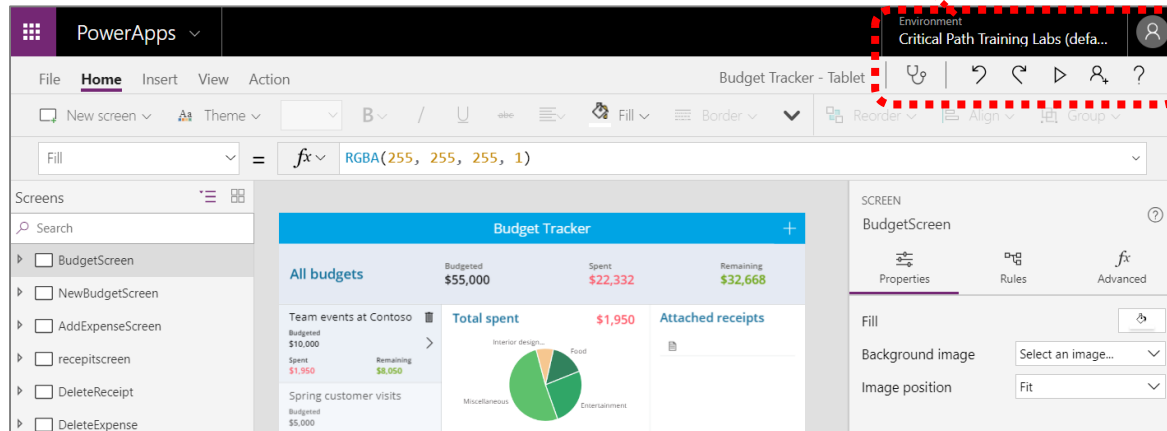 PowerApps
Environment
Critical Path Training Labs (defa...
File Home Insert View Action
Budget Tracker - Tablet
?
New screen
Aa Theme
B / U abc
Fill
Border
Reorder
Align
Group
Fill
= fx RGBA(255, 255, 255, 1)
Screens
Search
BudgetScreen
NewBudgetScreen
AddExpenseScreen
recepitscreen
DeleteReceipt
DeleteExpense
Budget Tracker +
All budgets
Budgeted
$55,000
Spent
$22,332
Remaining
$32,668
Team events at Contoso
Budgeted
$10,000
Spent Remaining
$1,950 $8,050
Spring customer visits
Budgeted
$5,000
Total spent $1,950
Interior design...
Food
Miscellaneous
Entertainment
Attached receipts
SCREEN
BudgetScreen
?
Properties
Rules
fx
Advanced
Fill
Background image Select an image...
Image position Fit